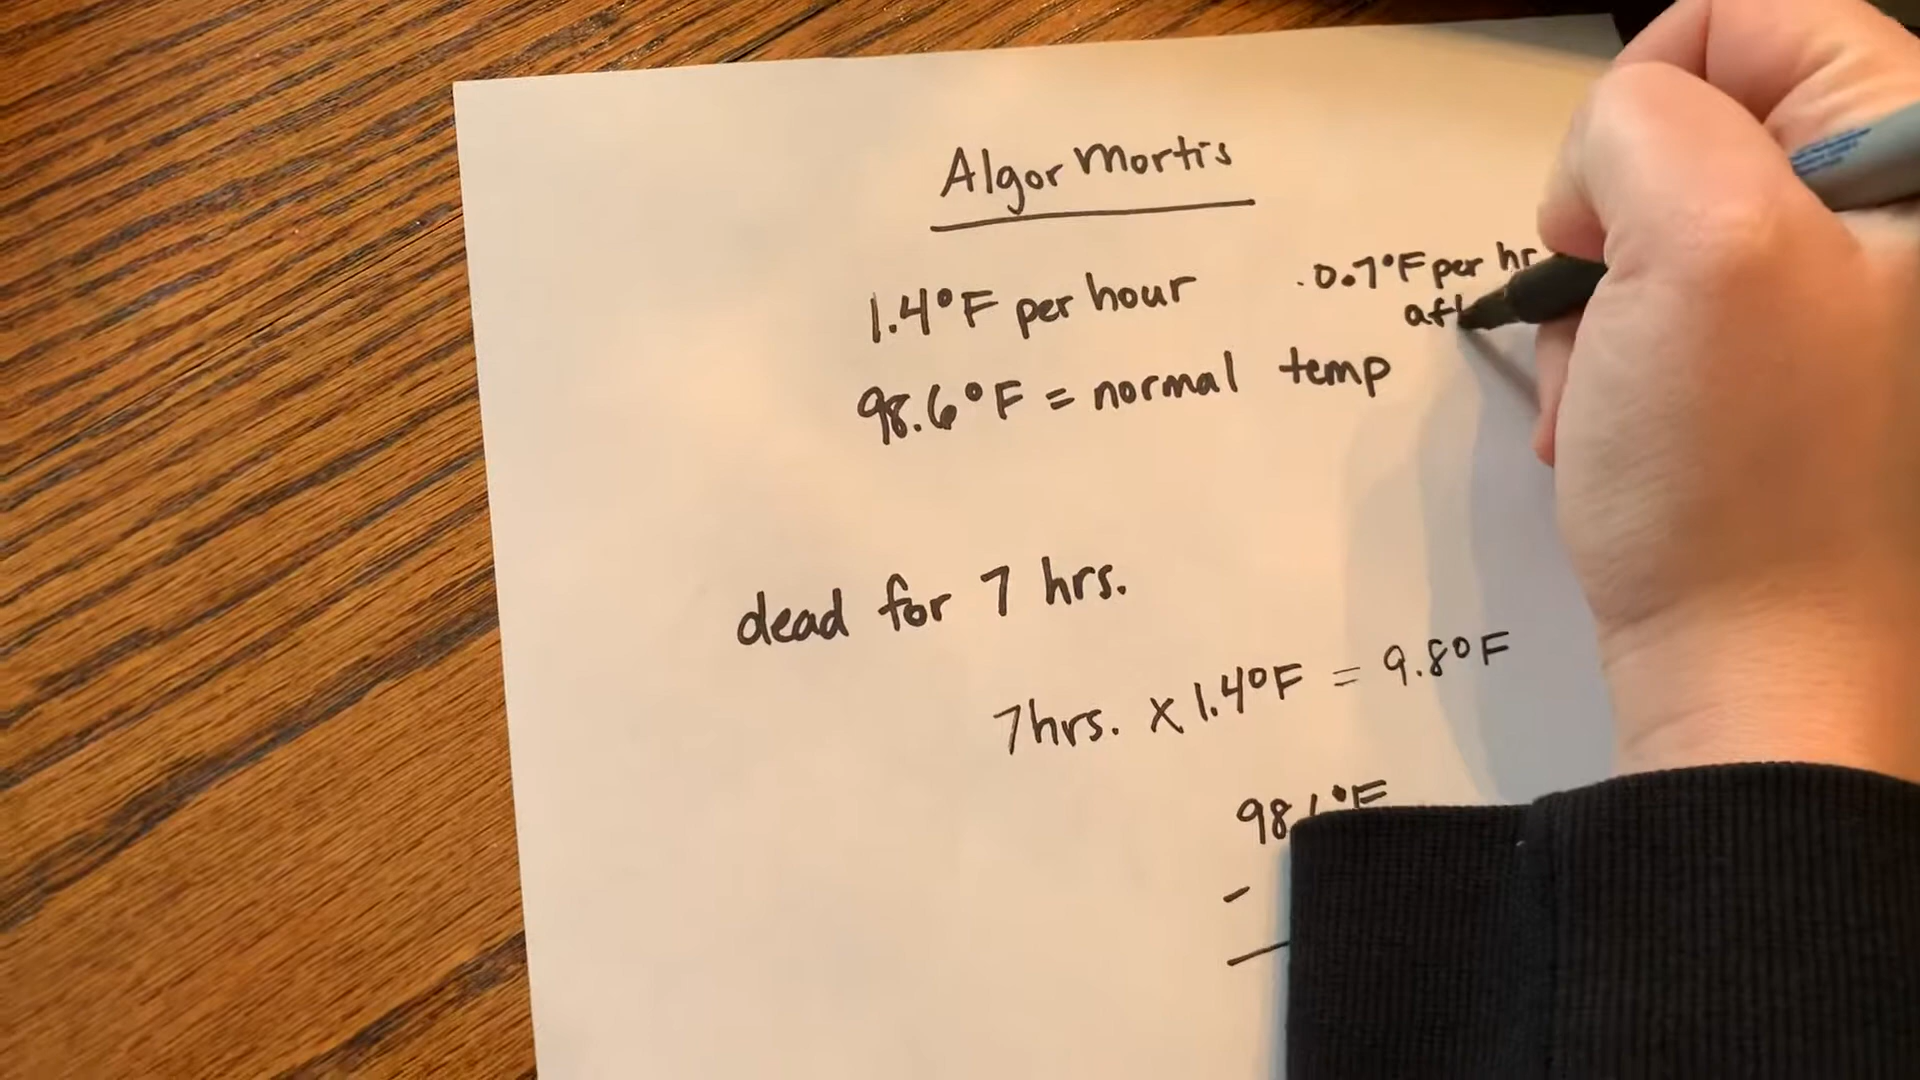 Algor Mortis
1.4°F per hour
.0.7°F per hr
98.6°F = normal temp
dead for 7 hrs.
7hrs. x 1.4°F = 9.8°F
-